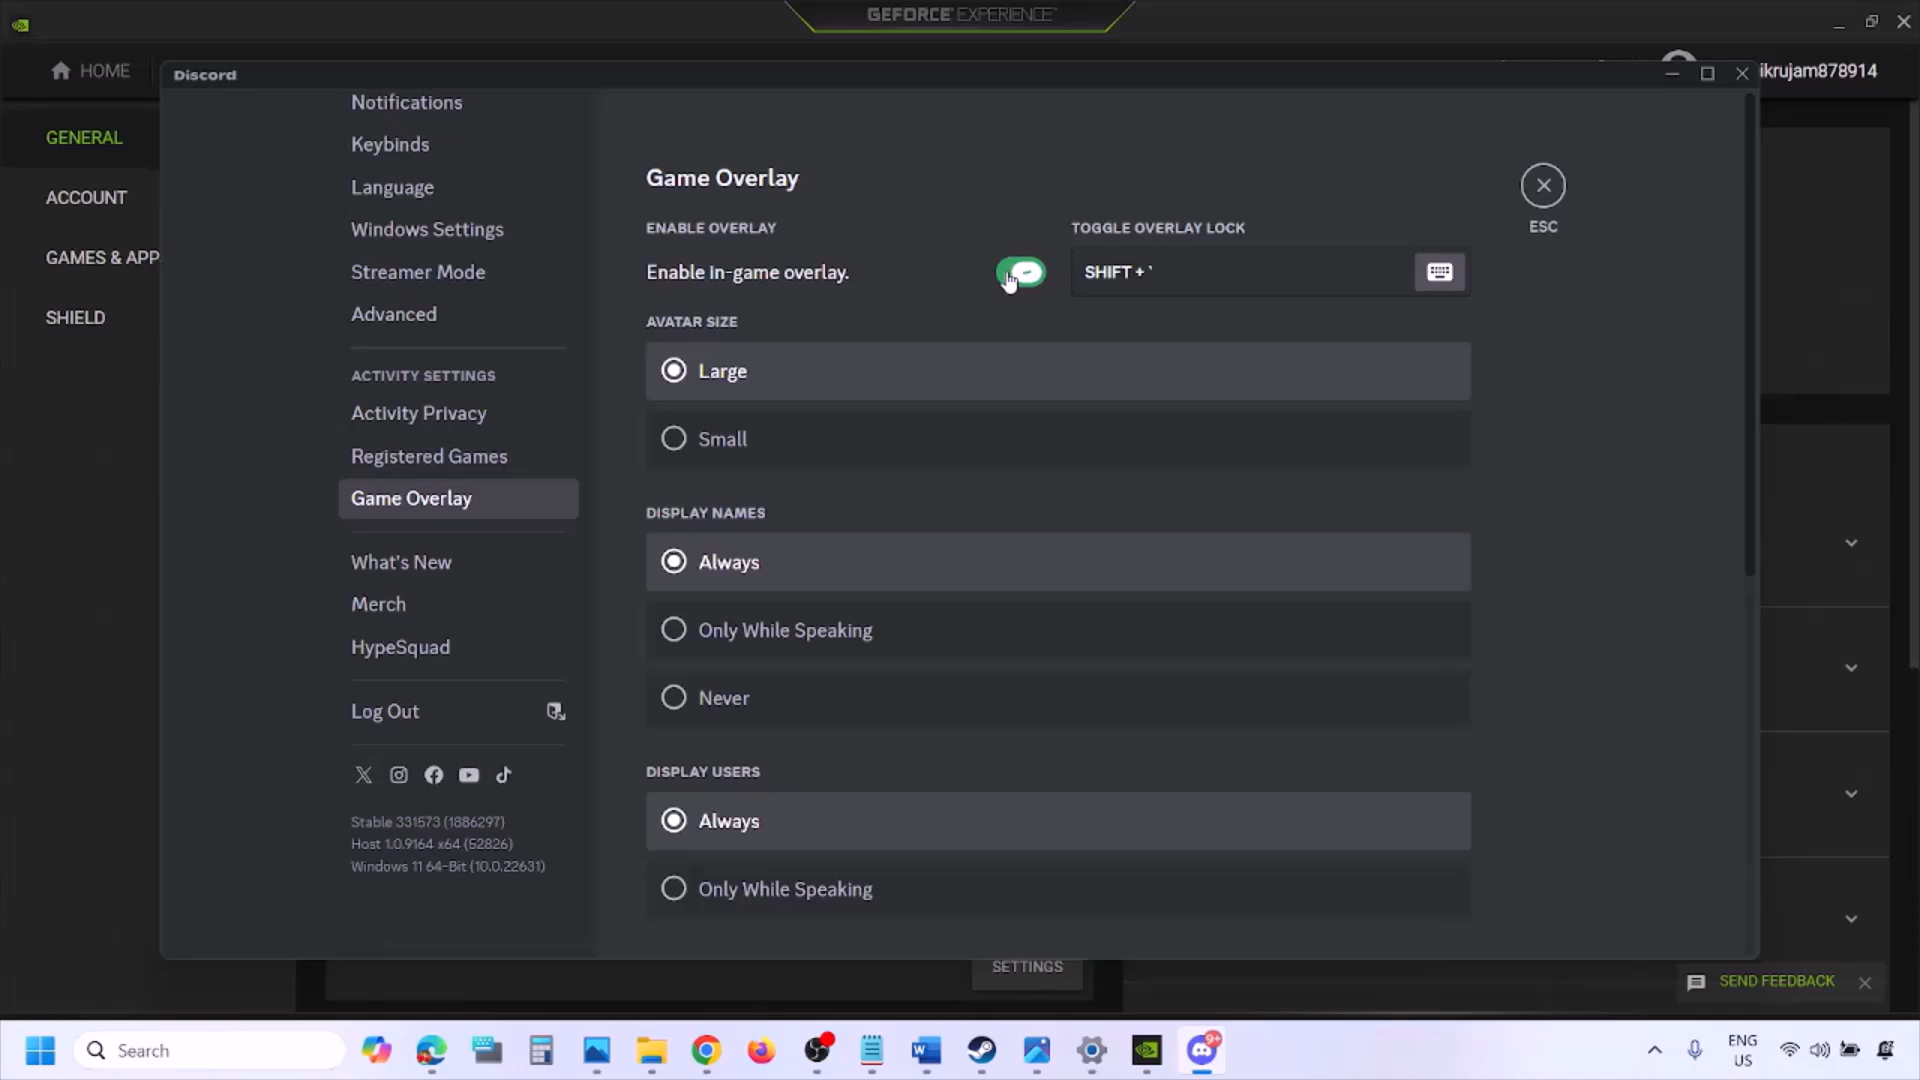 GEFORCE EXPERIENCE
HOME
ikrujam878914
Discord
GENERAL
ACCOUNT
GAMES & APP
SHIELD
Notifications
Keybinds
Language
Windows Settings
Streamer Mode
Advanced
ACTIVITY SETTINGS
Activity Privacy
Registered Games
Game Overlay
What's New
Merch
HypeSquad
Log Out
Stable 331573 (1886297)
Host 1.0.9164 x64 (52826)
Windows 11 64-Bit (10.0.22631)
Game Overlay
ENABLE OVERLAY
Enable in-game overlay.
TOGGLE OVERLAY LOCK
SHIFT + `
ESC
AVATAR SIZE
Large
Small
DISPLAY NAMES
Always
Only While Speaking
Never
DISPLAY USERS
Always
Only While Speaking
SETTINGS
SEND FEEDBACK
Search
9+
ENG
US